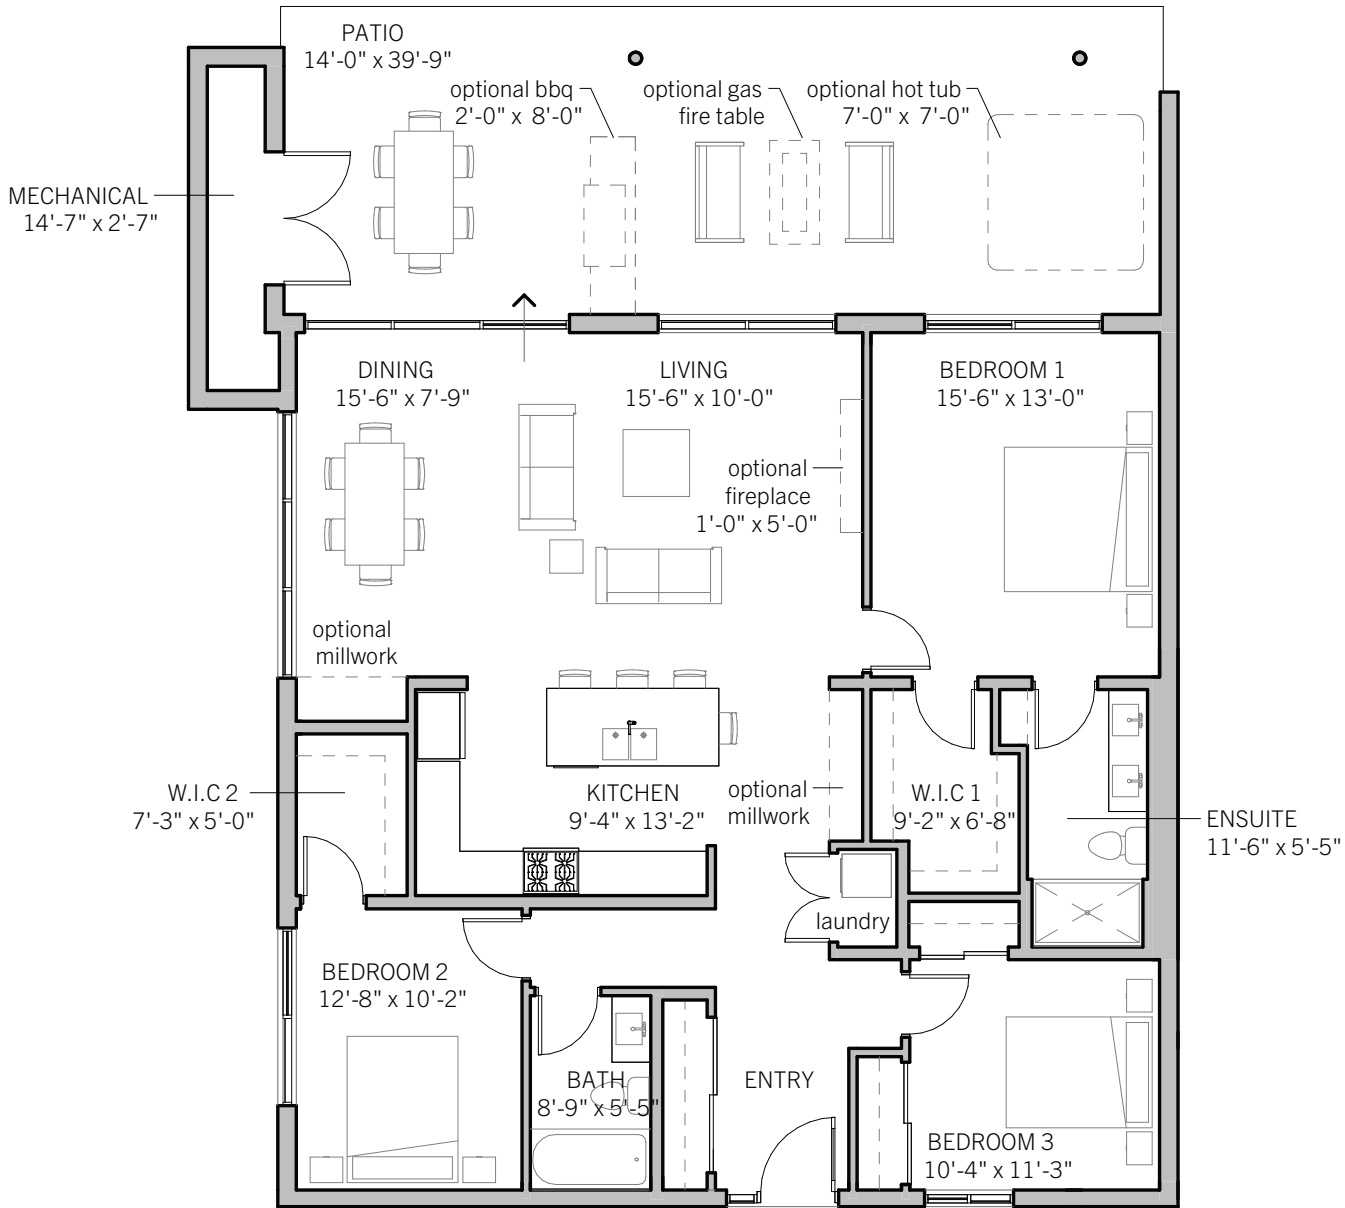 PATIO
14'-0" x 39'-9"
optional bbq
2'-0" x 8'-0"
optional gas
fire table
optional hot tub
7'-0" x 7'-0"
MECHANICAL
14'-7" x 2'-7"
DINING
15'-6" x 7'-9"
LIVING
15'-6" x 10'-0"
BEDROOM 1
15'-6" x 13'-0"
optional
fireplace
1'-0" x 5'-0"
optional
millwork
W.I.C 2
7'-3" x 5'-0"
KITCHEN
9'-4" x 13'-2"
optional
millwork
W.I.C 1
9'-2" x 6'-8"
ENSUITE
11'-6" x 5'-5"
laundry
BEDROOM 2
12'-8" x 10'-2"
BATH
8'-9" x 5'-5"
ENTRY
BEDROOM 3
10'-4" x 11'-3"